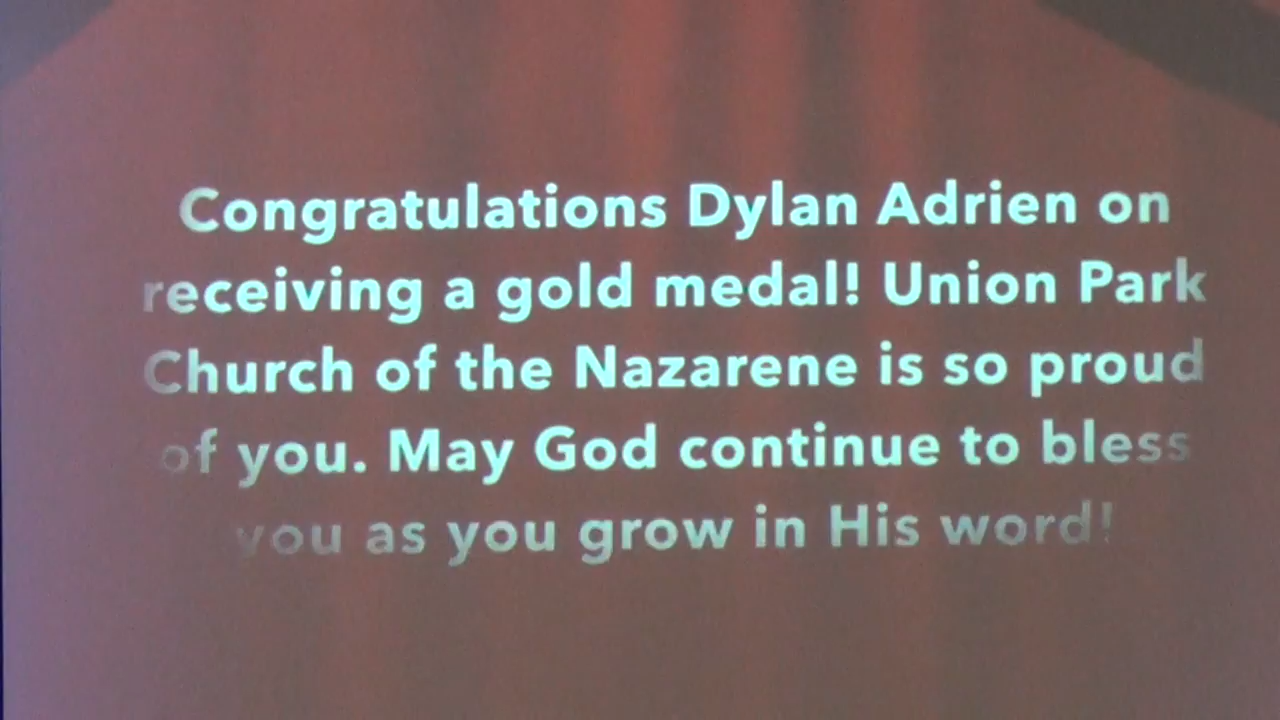 Congratulations Dylan Adrien on
receiving a gold medal! Union Park
Church of the Nazarene is so proud
of you. May God continue to bless
you as you grow in His word!